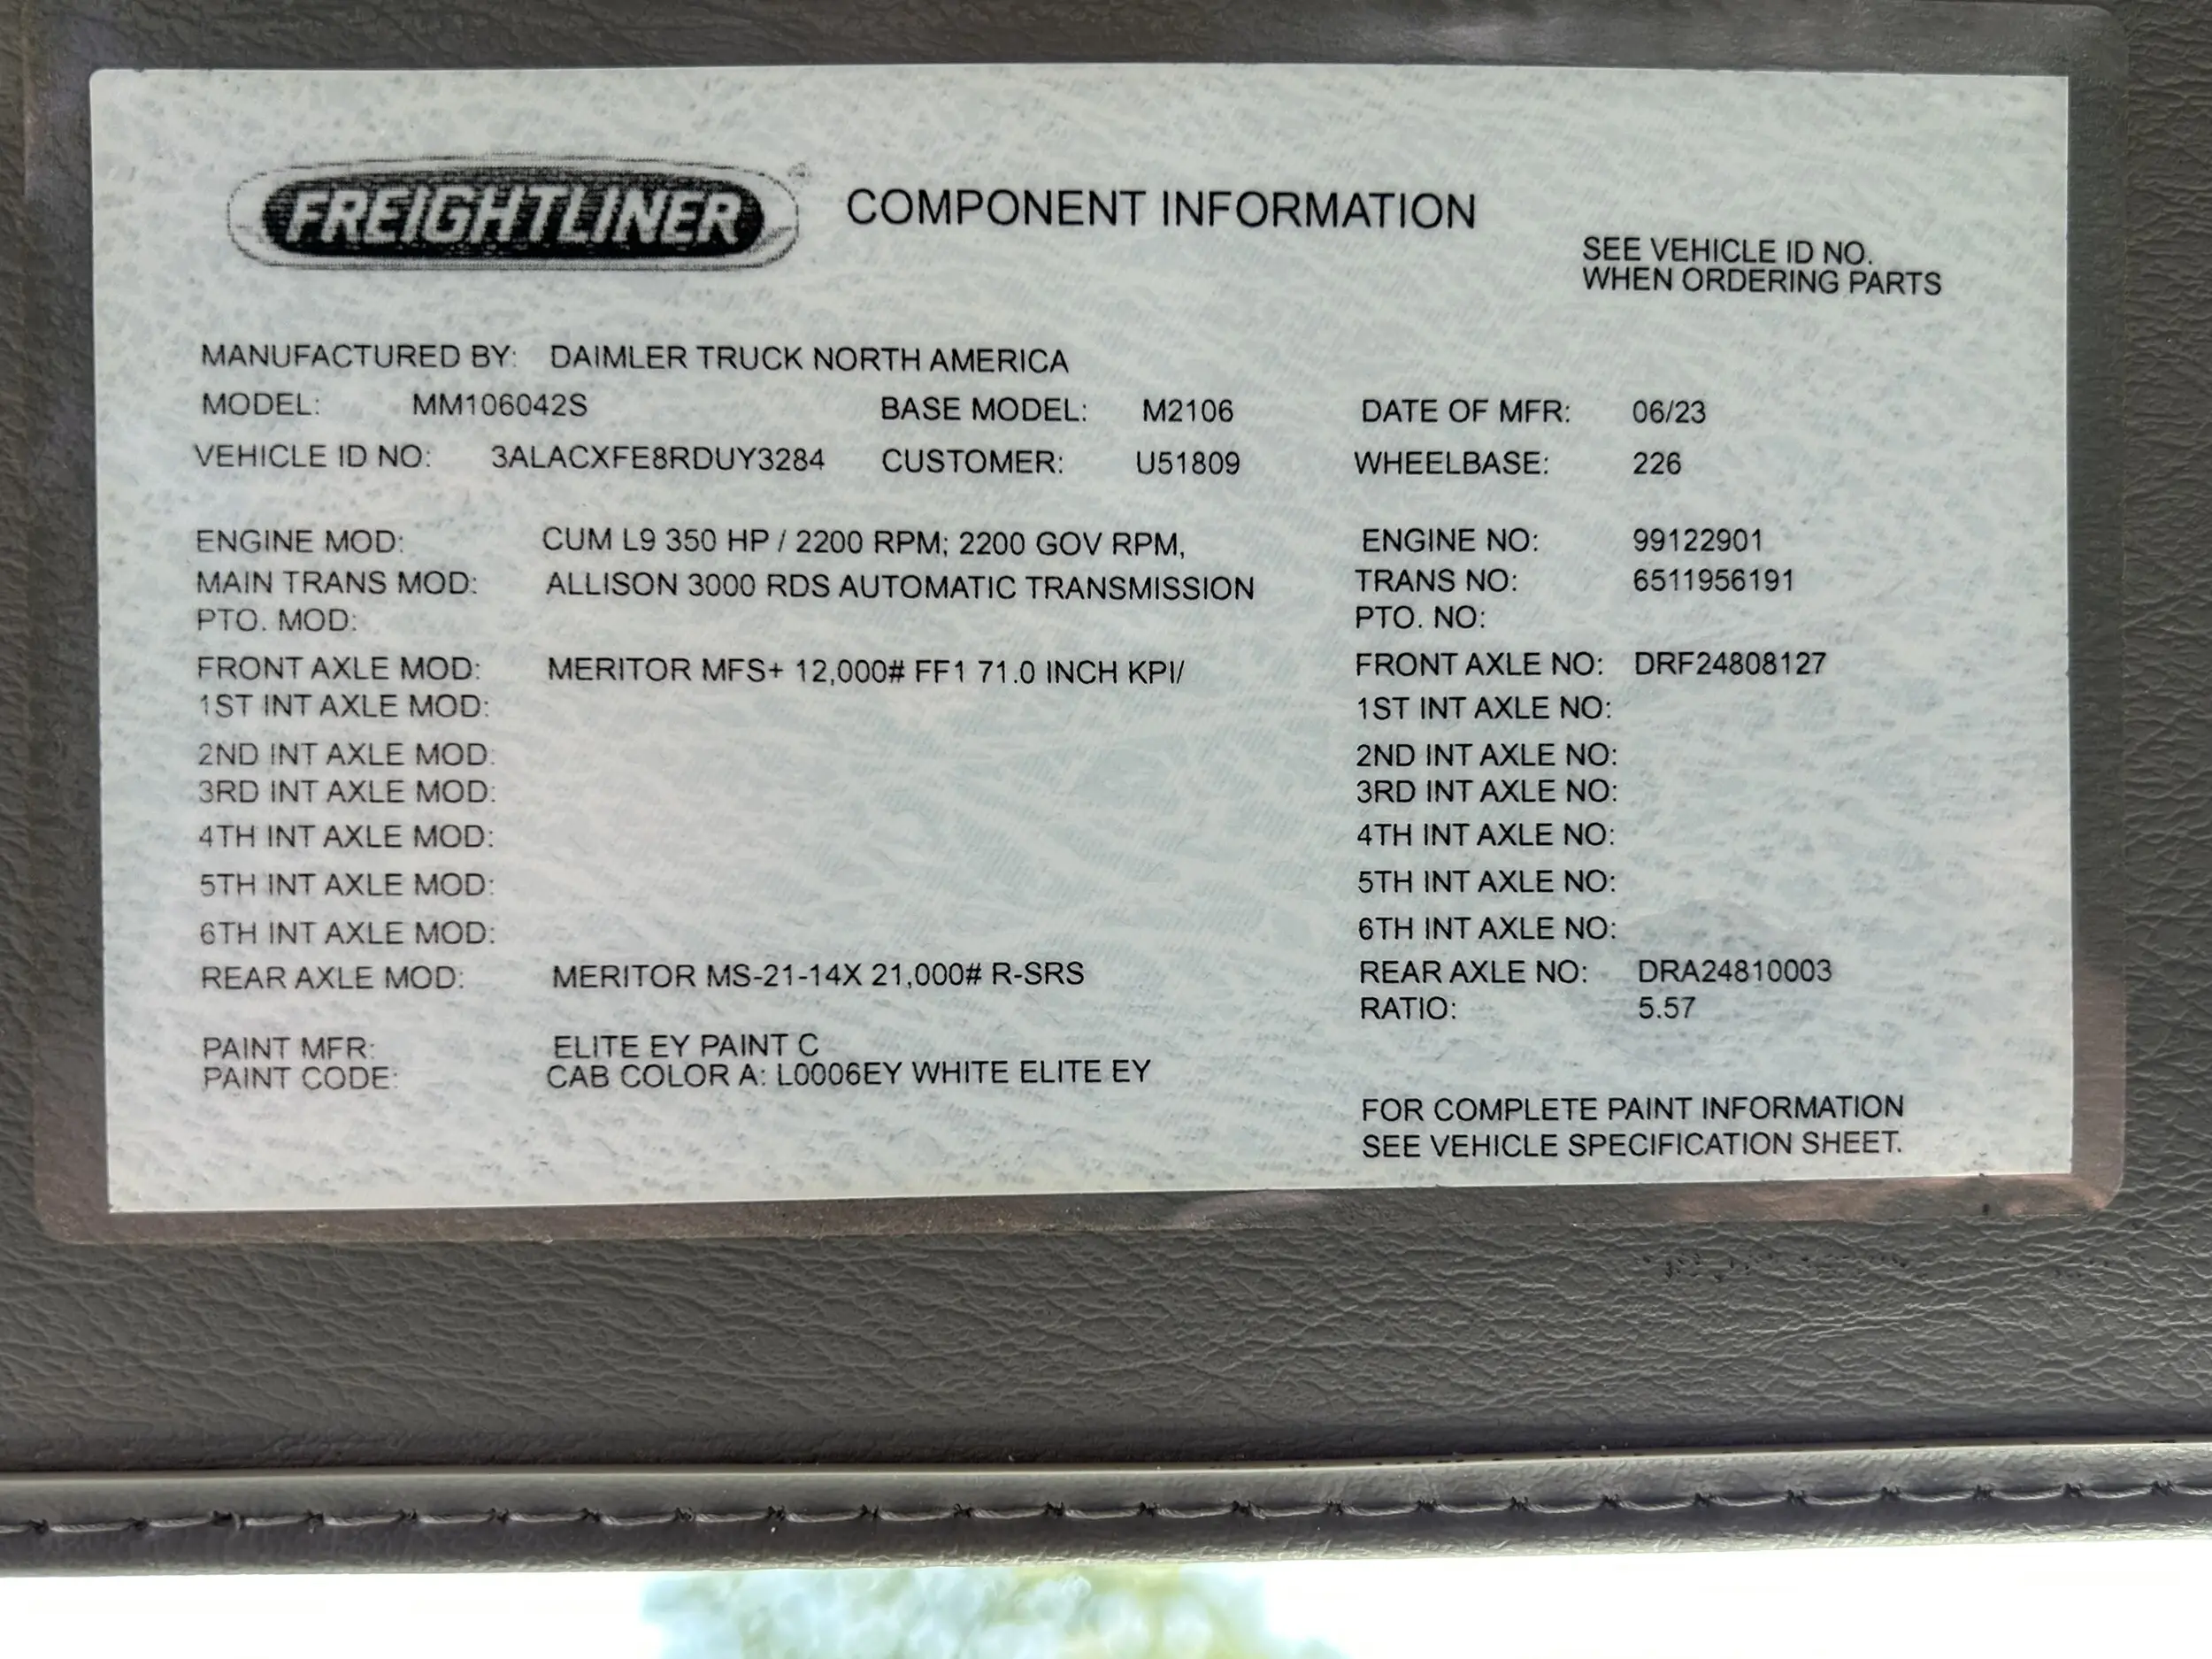 FREIGHTLINER ® COMPONENT INFORMATION
SEE VEHICLE ID NO.
WHEN ORDERING PARTS
MANUFACTURED BY: DAIMLER TRUCK NORTH AMERICA
MODEL: MM106042S BASE MODEL: M2106 DATE OF MFR: 06/23
VEHICLE ID NO: 3ALACXFE8RDUY3284 CUSTOMER: U51809 WHEELBASE: 226
ENGINE MOD: CUM L9 350 HP / 2200 RPM; 2200 GOV RPM, ENGINE NO: 99122901
MAIN TRANS MOD: ALLISON 3000 RDS AUTOMATIC TRANSMISSION TRANS NO: 6511956191
PTO. MOD: PTO. NO:
FRONT AXLE MOD: MERITOR MFS+ 12,000# FF1 71.0 INCH KPI/ FRONT AXLE NO: DRF24808127
1ST INT AXLE MOD: 1ST INT AXLE NO:
2ND INT AXLE MOD: 2ND INT AXLE NO:
3RD INT AXLE MOD: 3RD INT AXLE NO:
4TH INT AXLE MOD: 4TH INT AXLE NO:
5TH INT AXLE MOD: 5TH INT AXLE NO:
6TH INT AXLE MOD: 6TH INT AXLE NO:
REAR AXLE MOD: MERITOR MS-21-14X 21,000# R-SRS REAR AXLE NO: DRA24810003
RATIO: 5.57
PAINT MFR: ELITE EY PAINT C
PAINT CODE: CAB COLOR A: L0006EY WHITE ELITE EY
FOR COMPLETE PAINT INFORMATION
SEE VEHICLE SPECIFICATION SHEET.